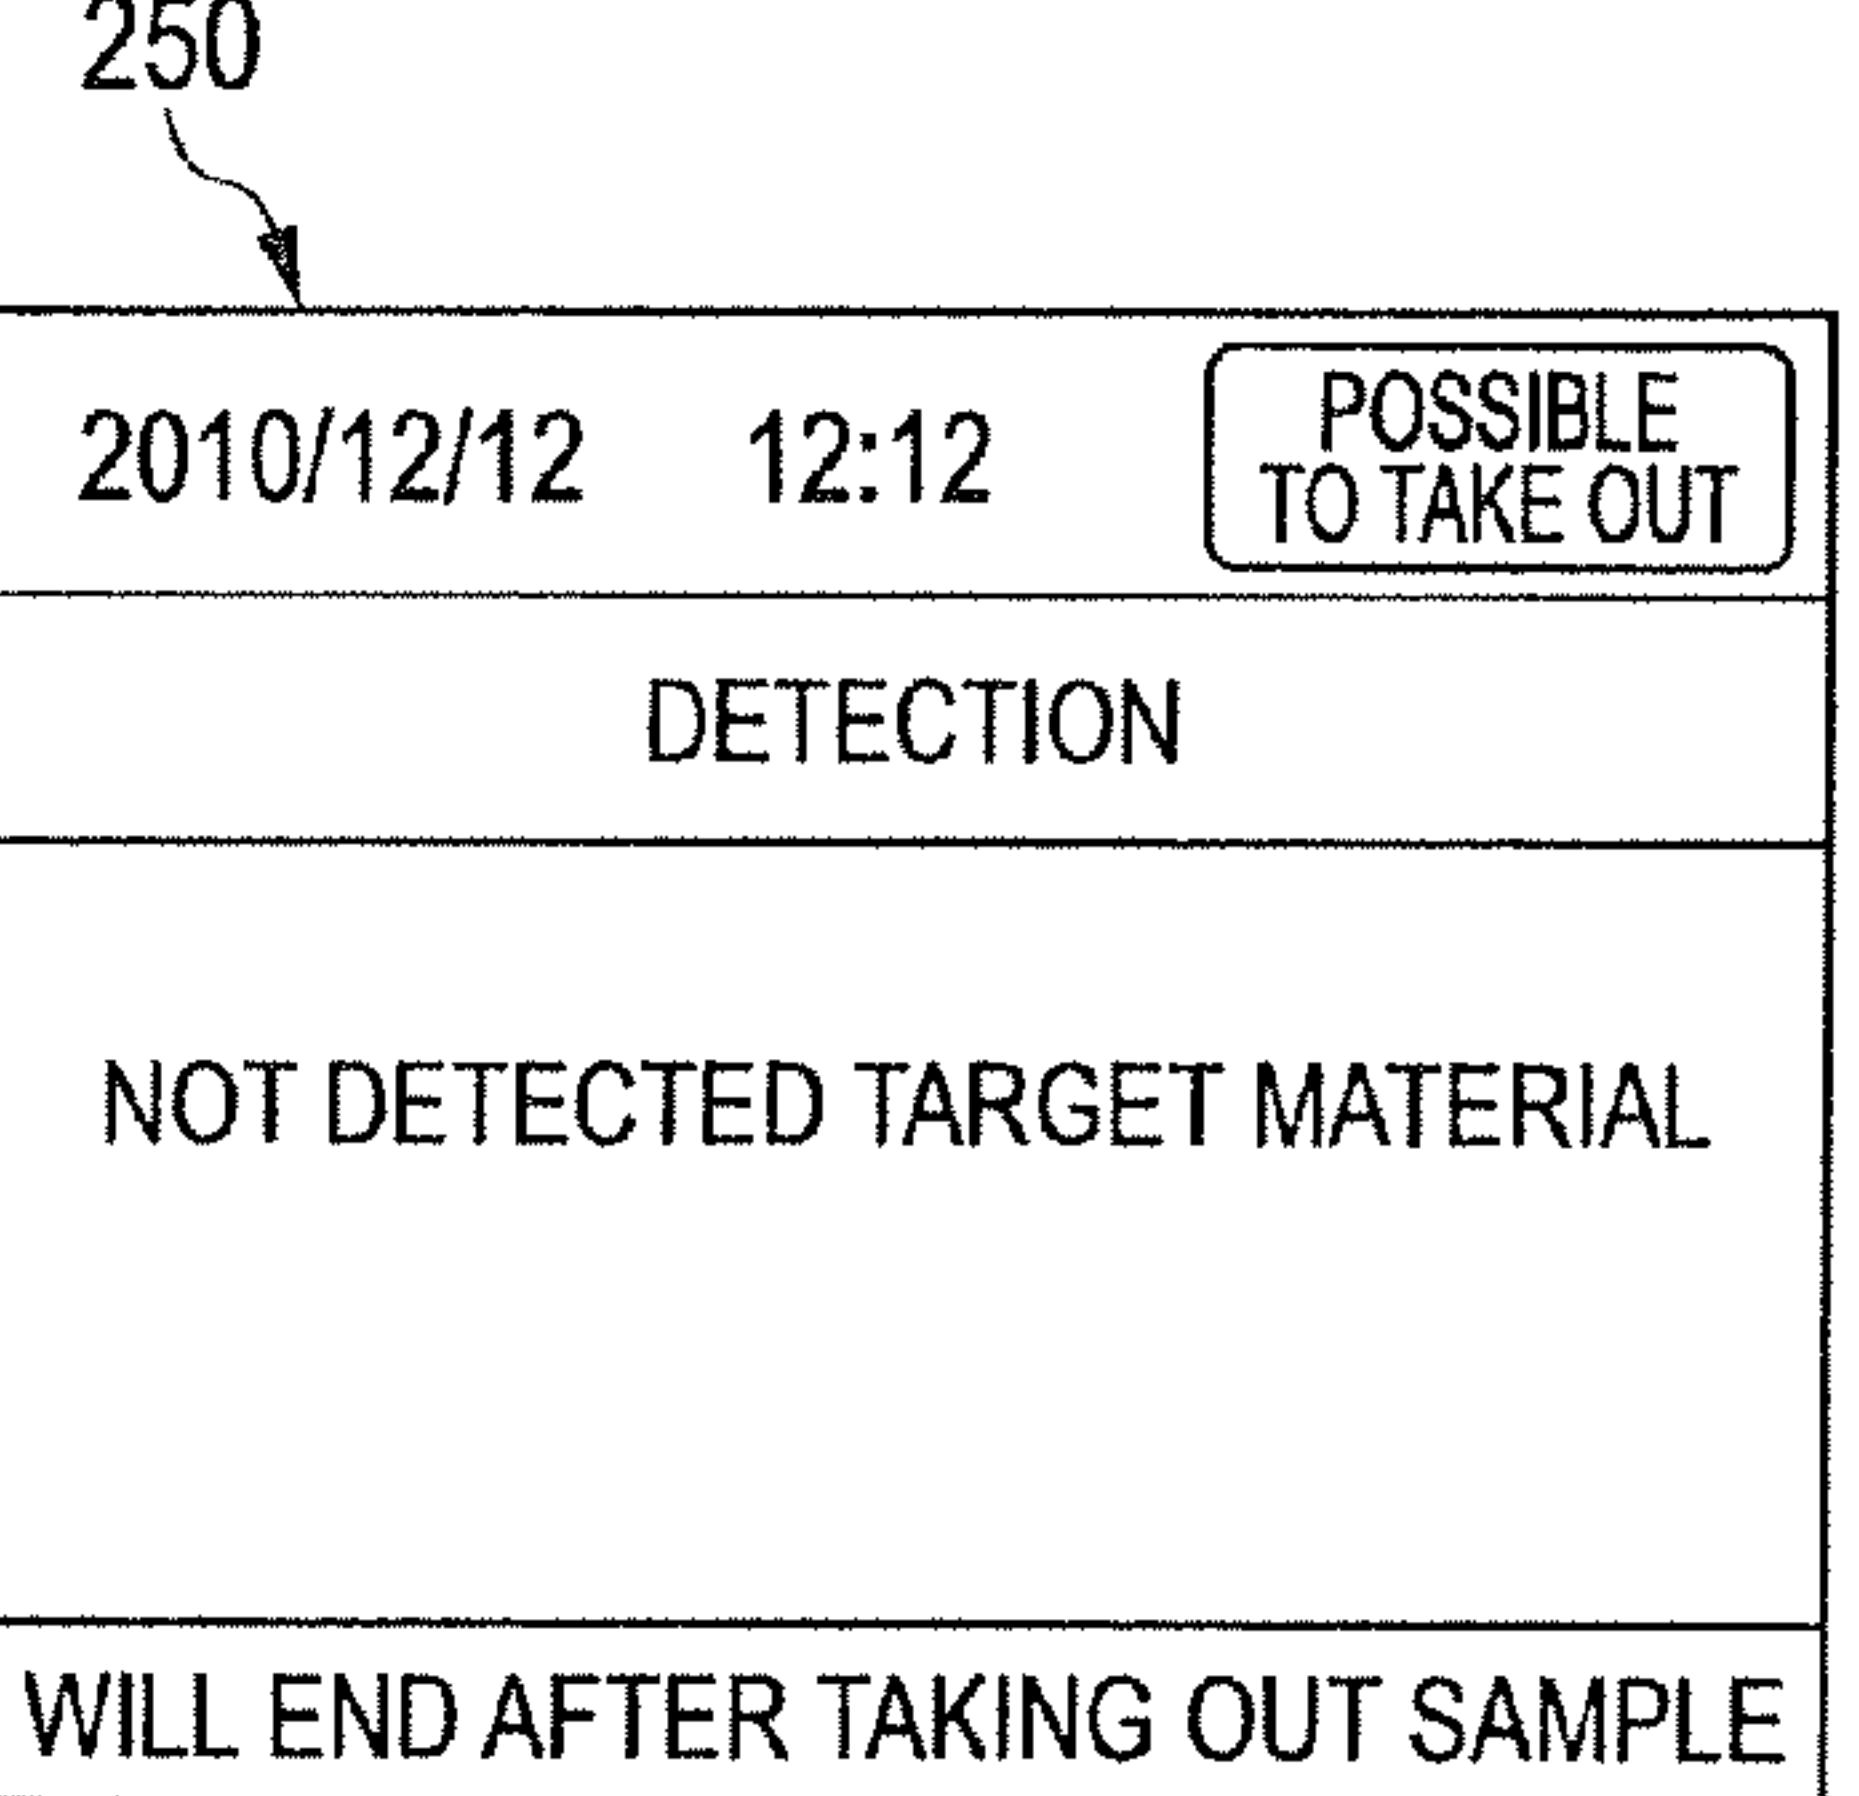 250
2010/12/12 12:12
POSSIBLE
TO TAKE OUT
DETECTION
NOT DETECTED TARGET MATERIAL
WILL END AFTER TAKING OUT SAMPLE